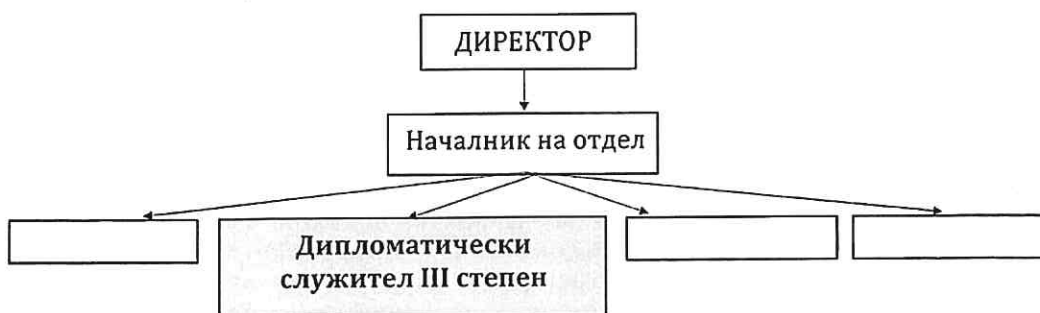 ДИРЕКТОР
Началник на отдел
Дипломатически
служител III степен